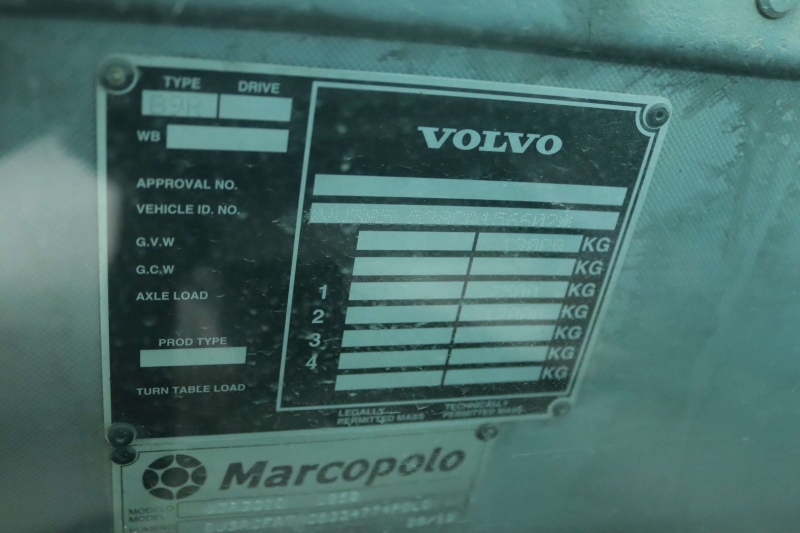 TYPE DRIVE
B9R
WB
VOLVO
APPROVAL NO.
VEHICLE ID. NO.
G.V.W KG
G.C.W KG
AXLE LOAD 1 KG
2 KG
3 KG
4 KG
KG
PROD TYPE
TURN TABLE LOAD
LEGALLY PERMITTED MASS
TECHNICALLY PERMITTED MASS
Marcopolo
MODELO
MODEL